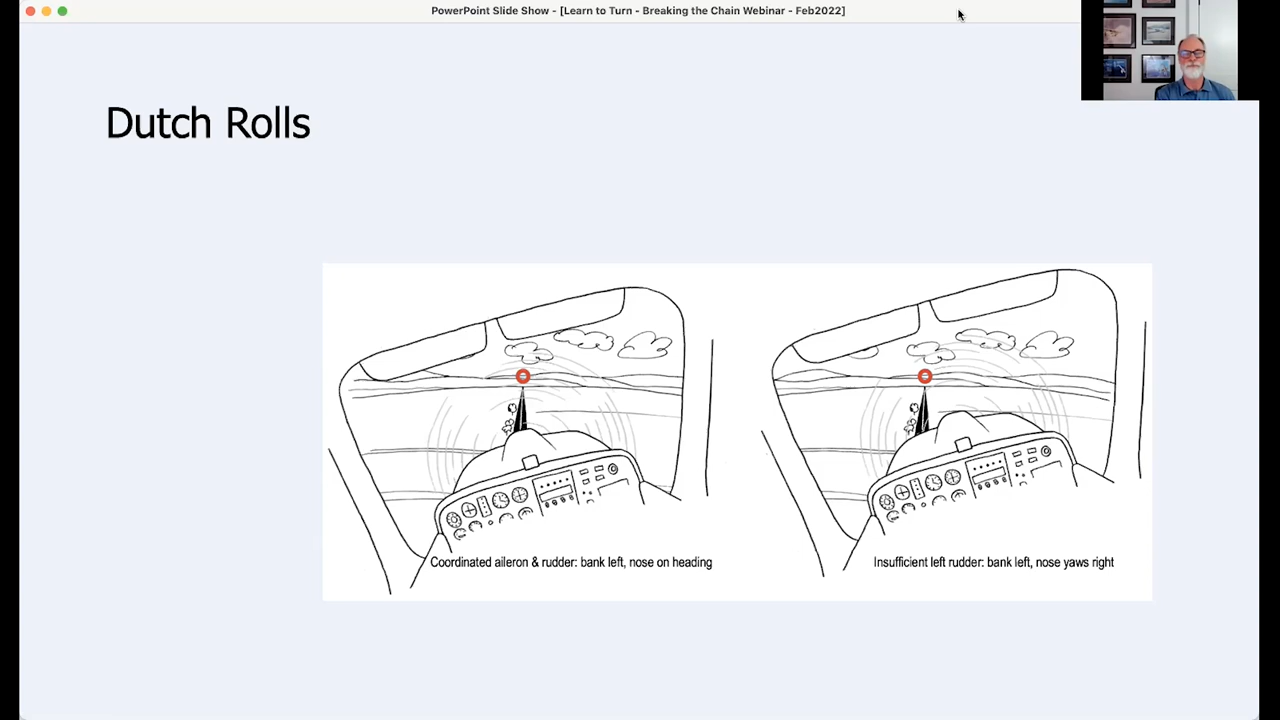 PowerPoint Slide Show - [Learn to Turn - Breaking the Chain Webinar - Feb2022]
Dutch Rolls
Coordinated aileron & rudder: bank left, nose on heading
Insufficient left rudder: bank left, nose yaws right